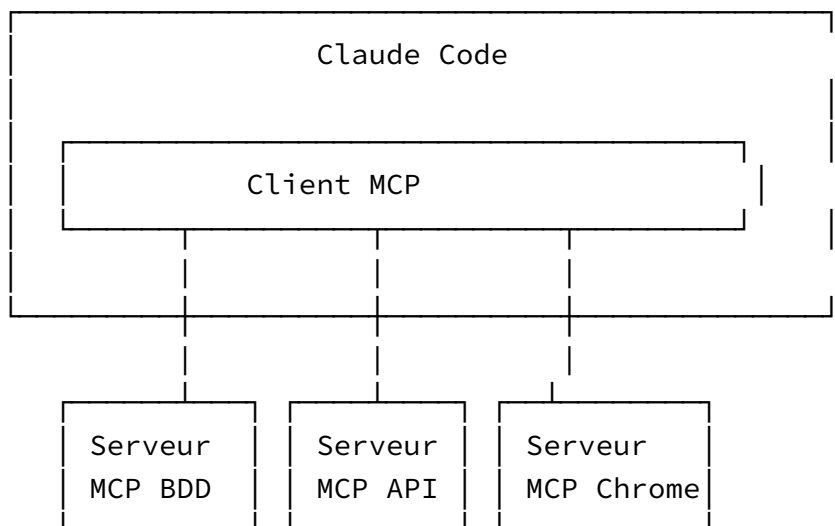 Claude Code
Client MCP
Serveur
MCP BDD
Serveur
MCP API
Serveur
MCP Chrome